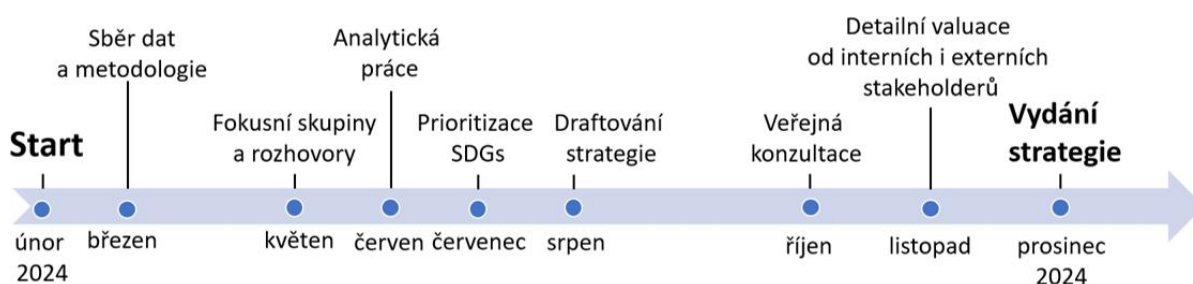 Start
Sběr dat
a metodologie
Fokusní skupiny
a rozhovory
Analytická
práce
Prioritizace
SDGs
Draftování
strategie
Veřejná
konzultace
Detailní valuace
od interních i externích
stakeholderů
Vydání
strategie
únor
2024
březen
květen
červen
červenec
srpen
říjen
listopad
prosinec
2024